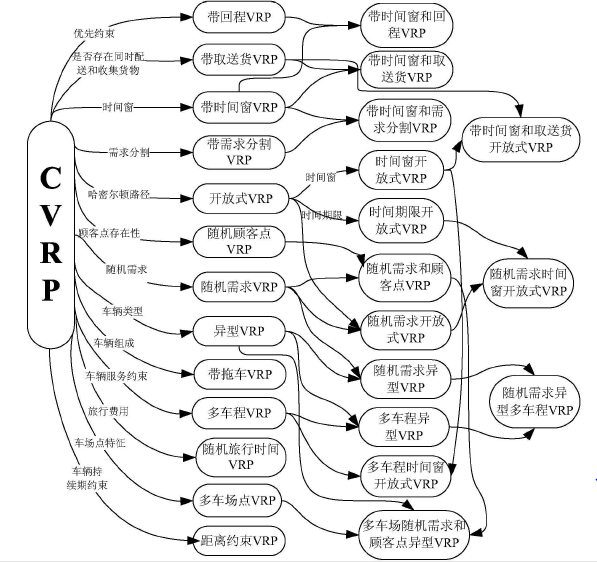 CVRP
优先约束
是否存在同时配
送和收集货物
时间窗
需求分割
哈密尔顿路径
顾客点存在性
随机需求
车辆类型
车辆组成
车辆服务约束
旅行费用
车场点特征
车辆持
续期约束
带回程VRP
带取送货VRP
带时间窗VRP
带需求分割
VRP
开放式VRP
随机顾客点
VRP
随机需求VRP
异型VRP
带拖车VRP
多车程VRP
随机旅行时间
VRP
多车场点VRP
距离约束VRP
时间窗
时间期限
带时间窗和回
程VRP
带时间窗和取
送货VRP
带时间窗和需
求分割VRP
时间窗开
放式VRP
时间期限开
放式VRP
随机需求和顾
客点VRP
随机需求开放
式VRP
随机需求异
型VRP
多车程异
型VRP
多车程时间窗
开放式VRP
多车场随机需求和
顾客点异型VRP
带时间窗和取送货
开放式VRP
随机需求时间
窗开放式VRP
随机需求异
型多车程VRP